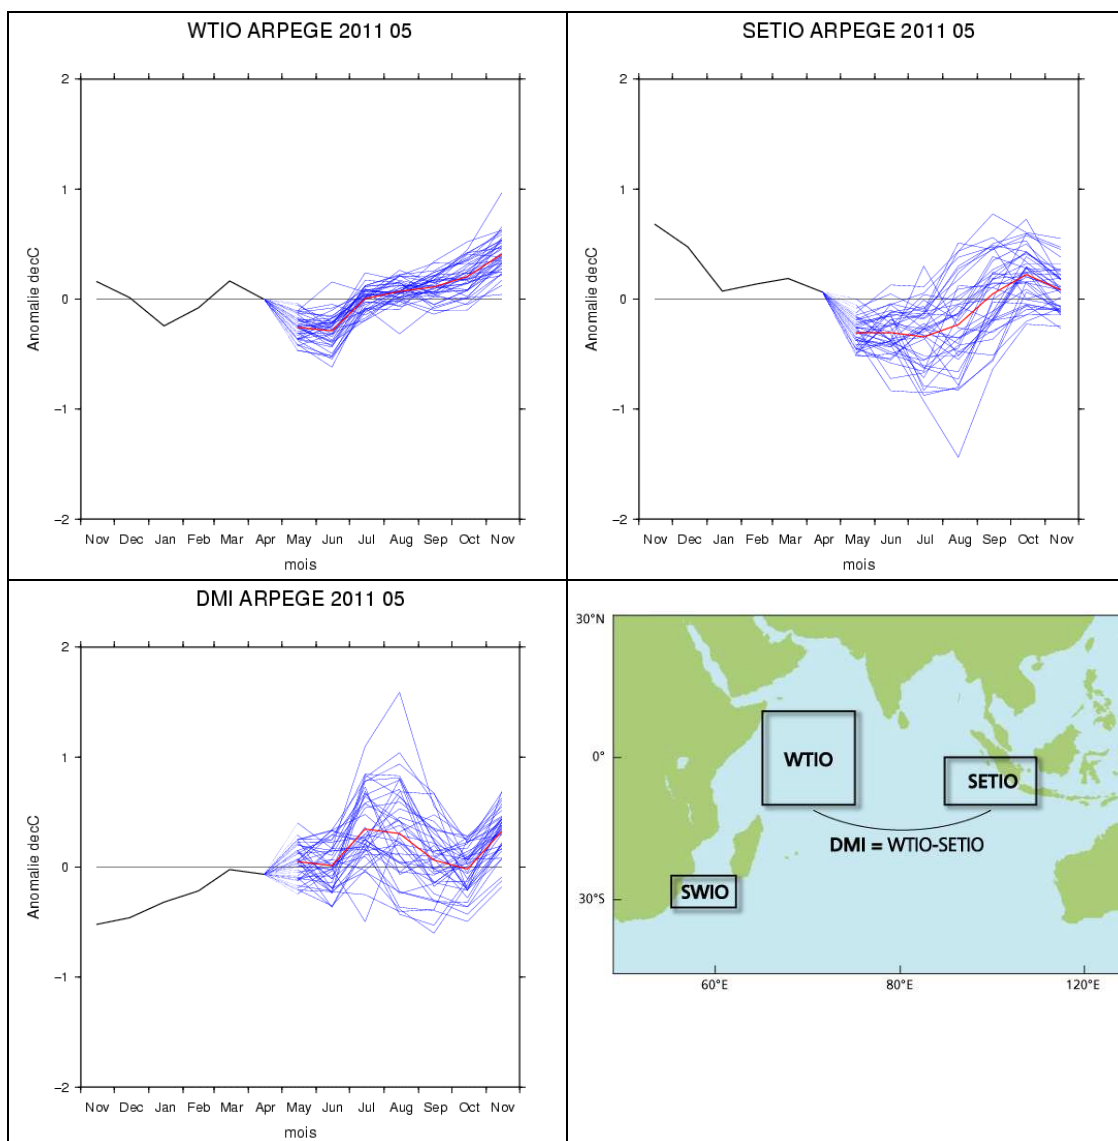 WTIO ARPEGE 2011 05
2
1
0
−1
−2
Anomalie decC
Nov Dec Jan Feb Mar Apr May Jun Jul Aug Sep Oct Nov
mois
SETIO ARPEGE 2011 05
2
1
0
−1
−2
Anomalie decC
Nov Dec Jan Feb Mar Apr May Jun Jul Aug Sep Oct Nov
mois
DMI ARPEGE 2011 05
2
1
0
−1
−2
Anomalie decC
Nov Dec Jan Feb Mar Apr May Jun Jul Aug Sep Oct Nov
mois
30°N
0°
30°S
WTIO
SETIO
DMI = WTIO-SETIO
SWIO
60°E 80°E 120°E